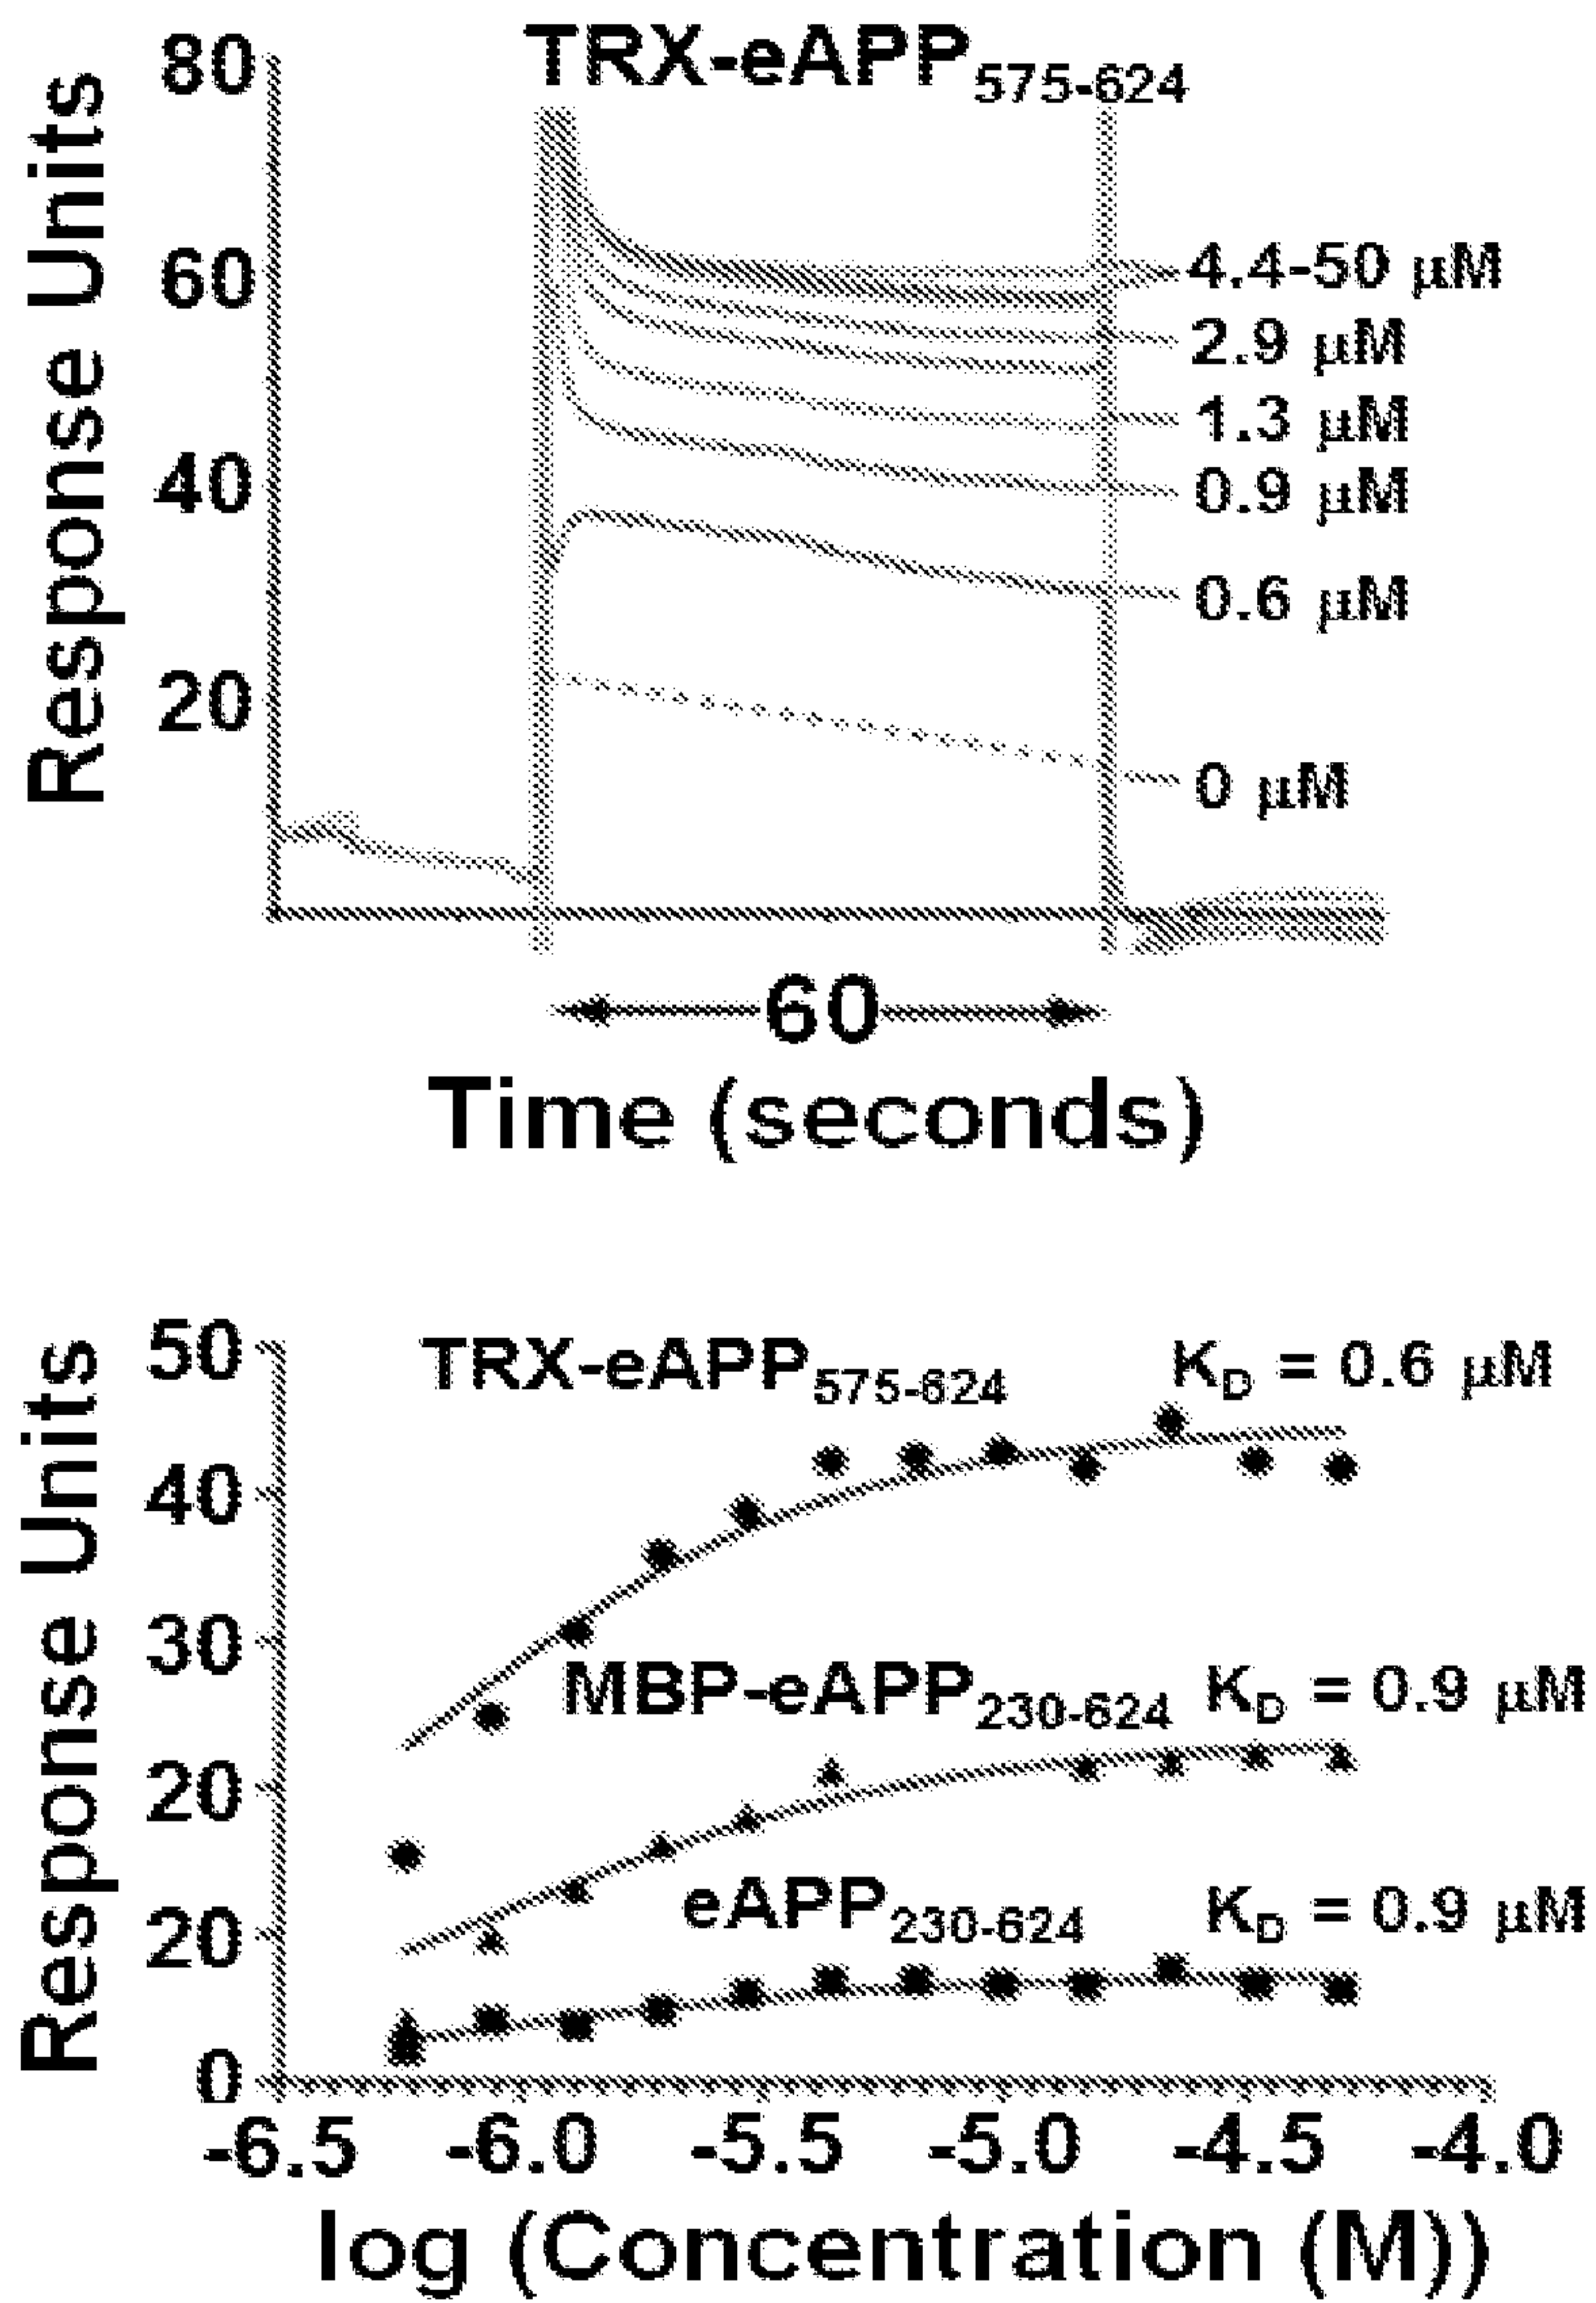 TRX-eAPP575-624
Response Units
80
60
40
20
4.4-50 µM
2.9 µM
1.3 µM
0.9 µM
0.6 µM
0 µM
60
Time (seconds)
Response Units
50
40
30
20
20
0
TRX-eAPP575-624 KD = 0.6 µM
MBP-eAPP230-624 KD = 0.9 µM
eAPP230-624 KD = 0.9 µM
-6.5 -6.0 -5.5 -5.0 -4.5 -4.0
log (Concentration (M))